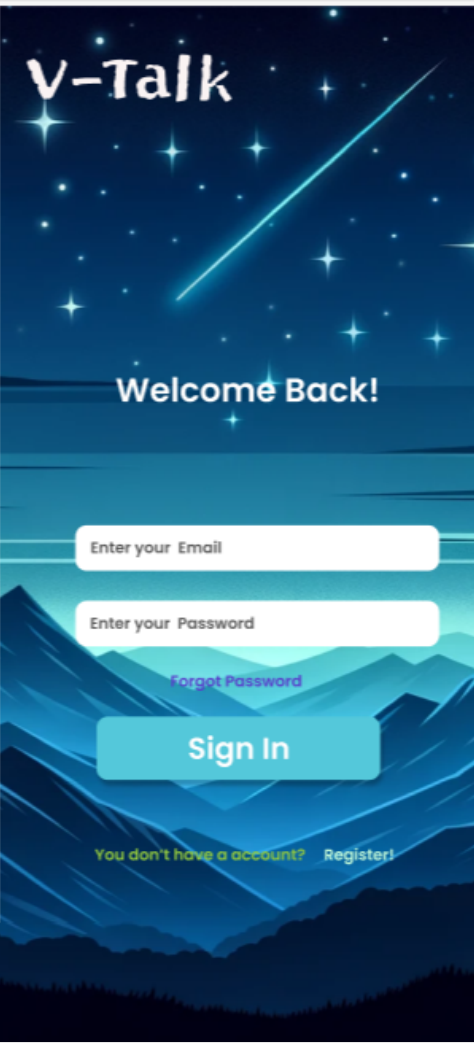 V-Talk
Welcome Back!
Enter your Email
Enter your Password
Forgot Password
Sign In
You don't have a account? Register!